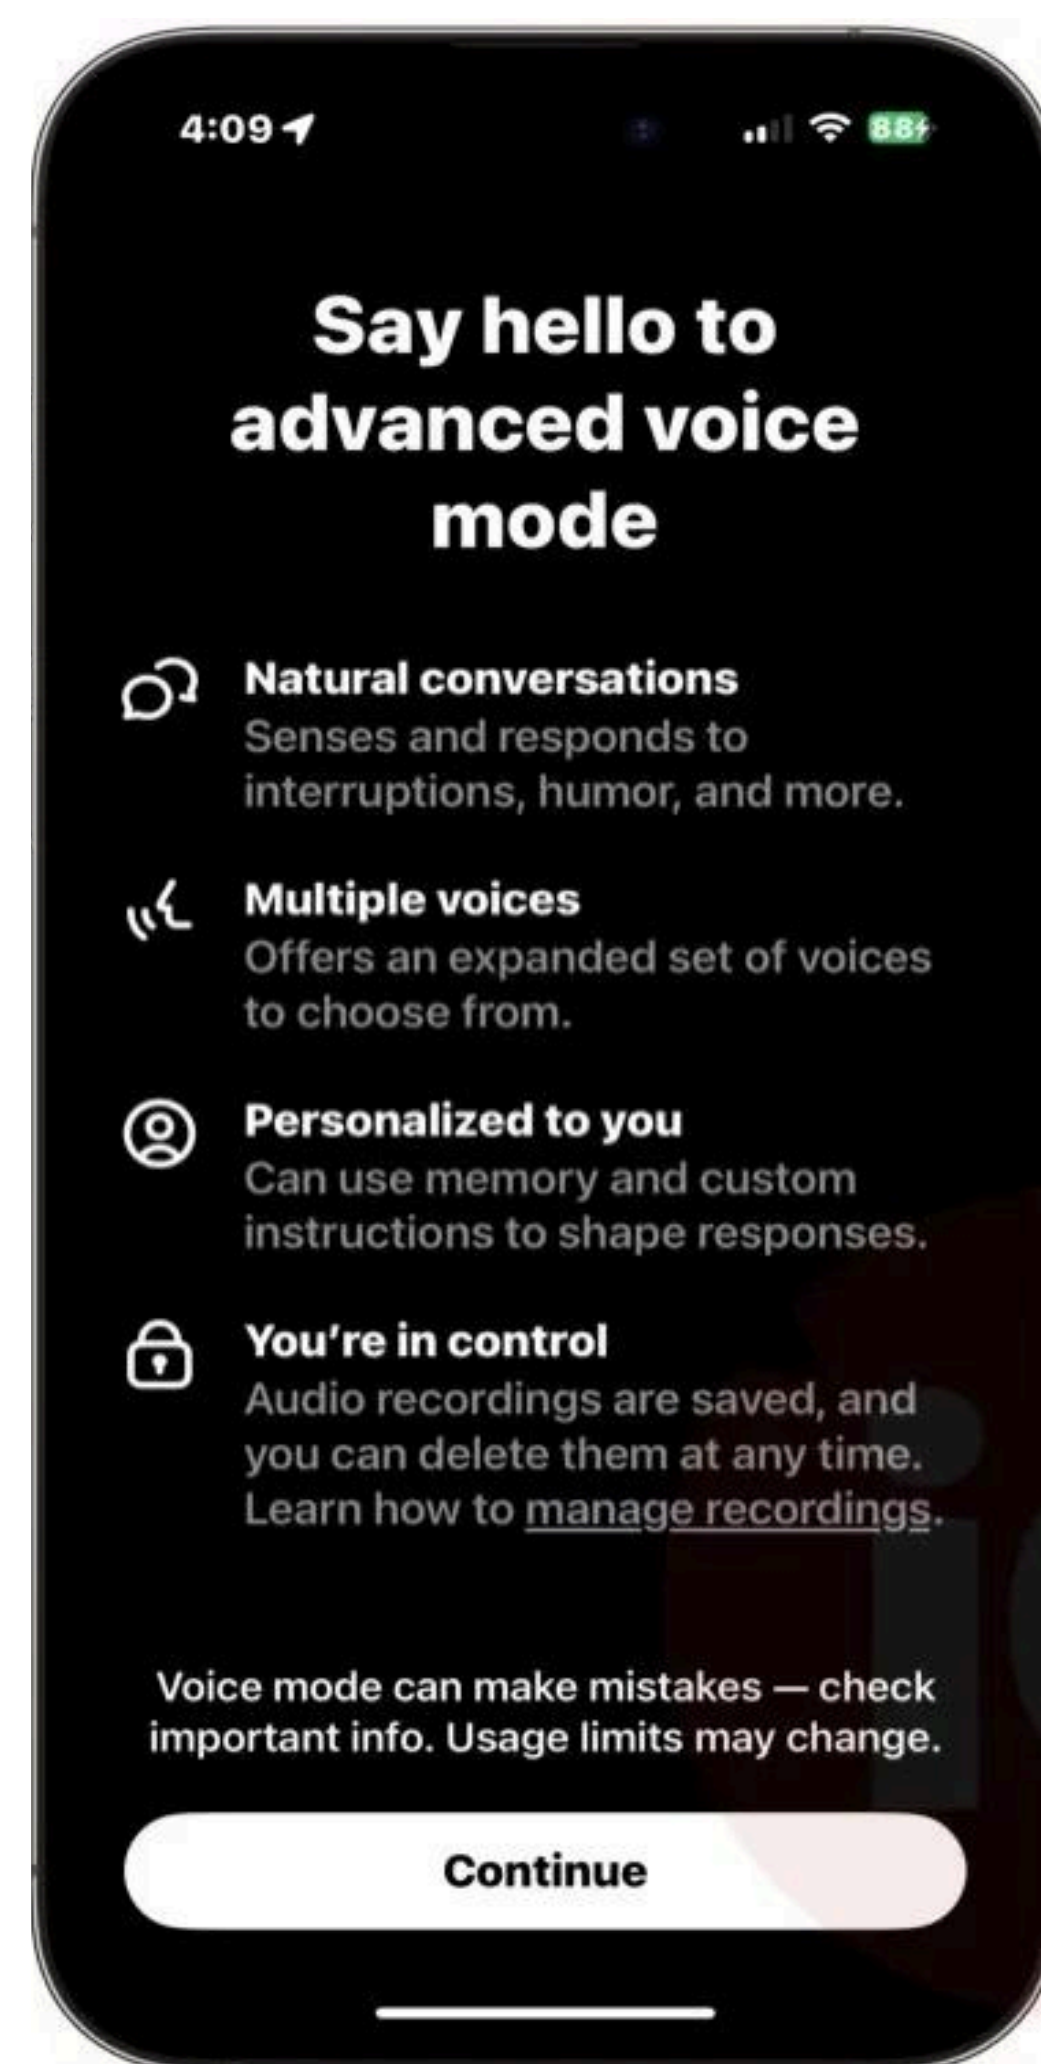 4:09
88
Say hello to
advanced voice
mode
Natural conversations
Senses and responds to
interruptions, humor, and more.
Multiple voices
Offers an expanded set of voices
to choose from.
Personalized to you
Can use memory and custom
instructions to shape responses.
You’re in control
Audio recordings are saved, and
you can delete them at any time.
Learn how to manage recordings.
Voice mode can make mistakes — check
important info. Usage limits may change.
Continue